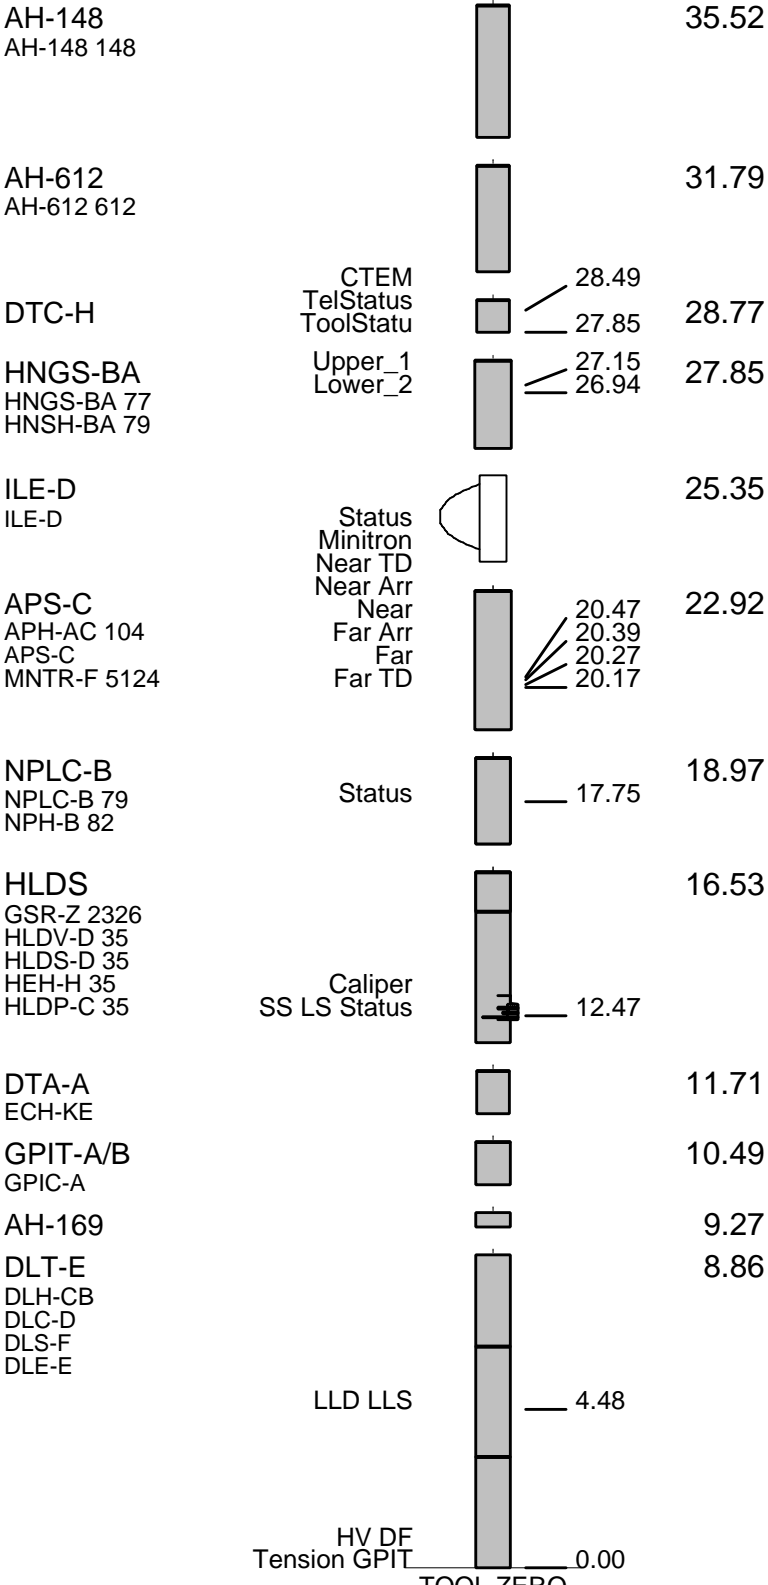 AH-148 35.52
AH-148 148
AH-612 31.79
AH-612 612
CTEM 28.49
TelStatus
DTC-H ToolStatu 27.85 28.77
Upper_1 27.15
HNGS-BA Lower_2 26.94 27.85
HNGS-BA 77
HNSH-BA 79
ILE-D 25.35
ILE-D Status
Minitron
Near TD
Near Arr
APS-C Near 20.47 22.92
APH-AC 104 Far Arr 20.39
APS-C Far 20.27
MNTR-F 5124 Far TD 20.17
NPLC-B 18.97
NPLC-B 79 Status 17.75
NPH-B 82
HLDS 16.53
GSR-Z 2326
HLDV-D 35
HLDS-D 35
HEH-H 35 Caliper
HLDP-C 35 SS LS Status 12.47
DTA-A 11.71
ECH-KE
GPIT-A/B 10.49
GPIC-A
AH-169 9.27
DLT-E 8.86
DLH-CB
DLC-D
DLS-F
DLE-E
LLD LLS 4.48
HV DF
Tension GPIT 0.00
TOOL ZERO